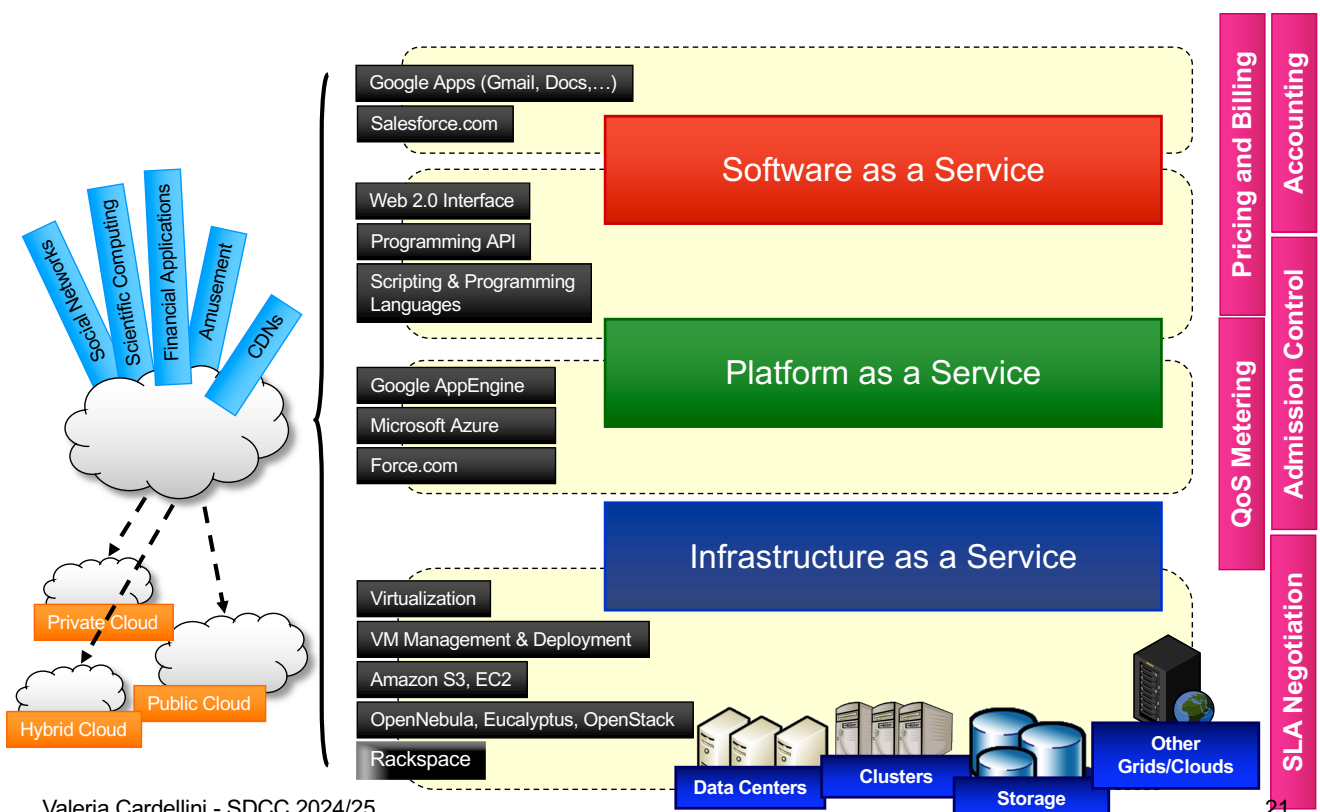 Social Networks
Scientific Computing
Financial Applications
Amusement
CDNs
Private Cloud
Public Cloud
Hybrid Cloud
Google Apps (Gmail, Docs,…)
Salesforce.com
Software as a Service
Web 2.0 Interface
Programming API
Scripting & Programming
Languages
Platform as a Service
Google AppEngine
Microsoft Azure
Force.com
Infrastructure as a Service
Virtualization
VM Management & Deployment
Amazon S3, EC2
OpenNebula, Eucalyptus, OpenStack
Rackspace
Data Centers
Clusters
Storage
Other
Grids/Clouds
Pricing and Billing
Accounting
QoS Metering
Admission Control
SLA Negotiation
Valeria Cardellini - SDCC 2024/25
21